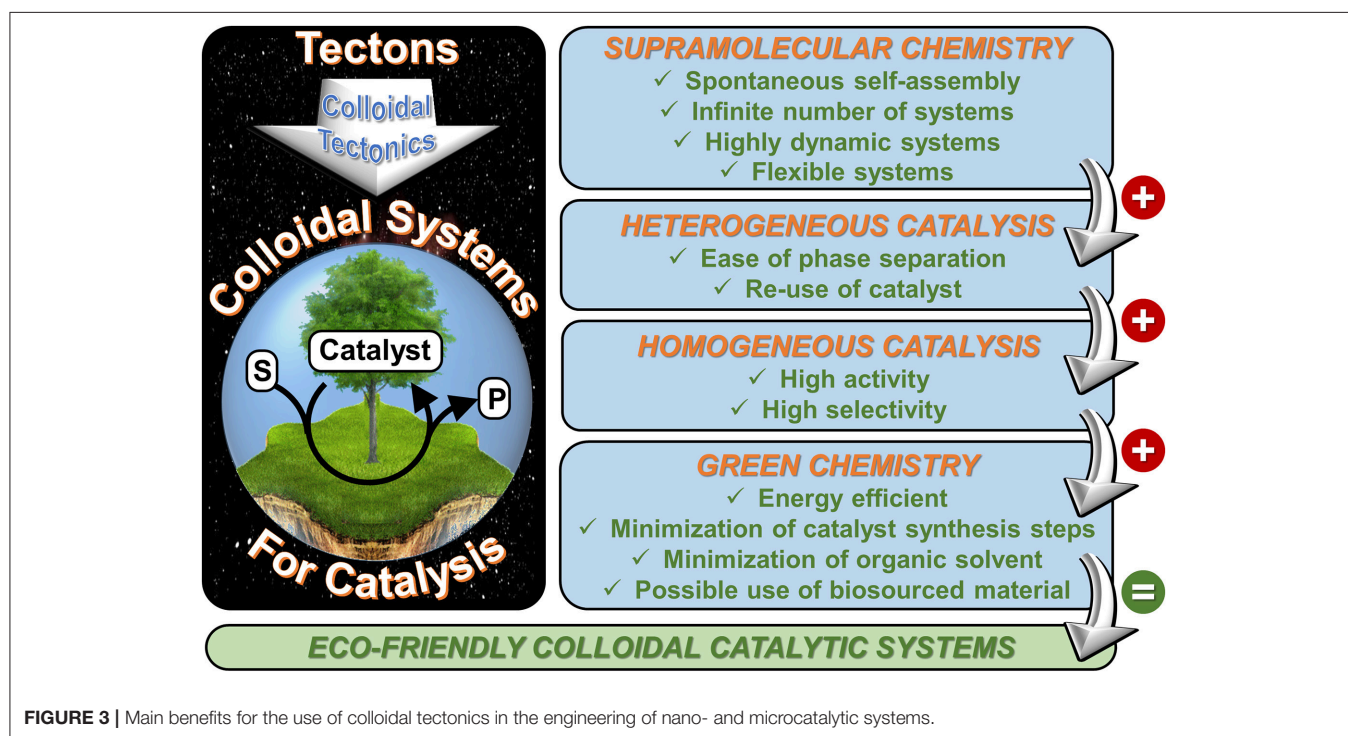 Tectons
Colloidal
Tectonics
Colloidal Systems
Catalyst
S
P
For Catalysis
SUPRAMOLECULAR CHEMISTRY
✓ Spontaneous self-assembly
✓ Infinite number of systems
✓ Highly dynamic systems
✓ Flexible systems
+
HETEROGENEOUS CATALYSIS
✓ Ease of phase separation
✓ Re-use of catalyst
+
HOMOGENEOUS CATALYSIS
✓ High activity
✓ High selectivity
+
GREEN CHEMISTRY
✓ Energy efficient
✓ Minimization of catalyst synthesis steps
✓ Minimization of organic solvent
✓ Possible use of biosourced material
=
ECO-FRIENDLY COLLOIDAL CATALYTIC SYSTEMS
FIGURE 3 | Main benefits for the use of colloidal tectonics in the engineering of nano- and microcatalytic systems.